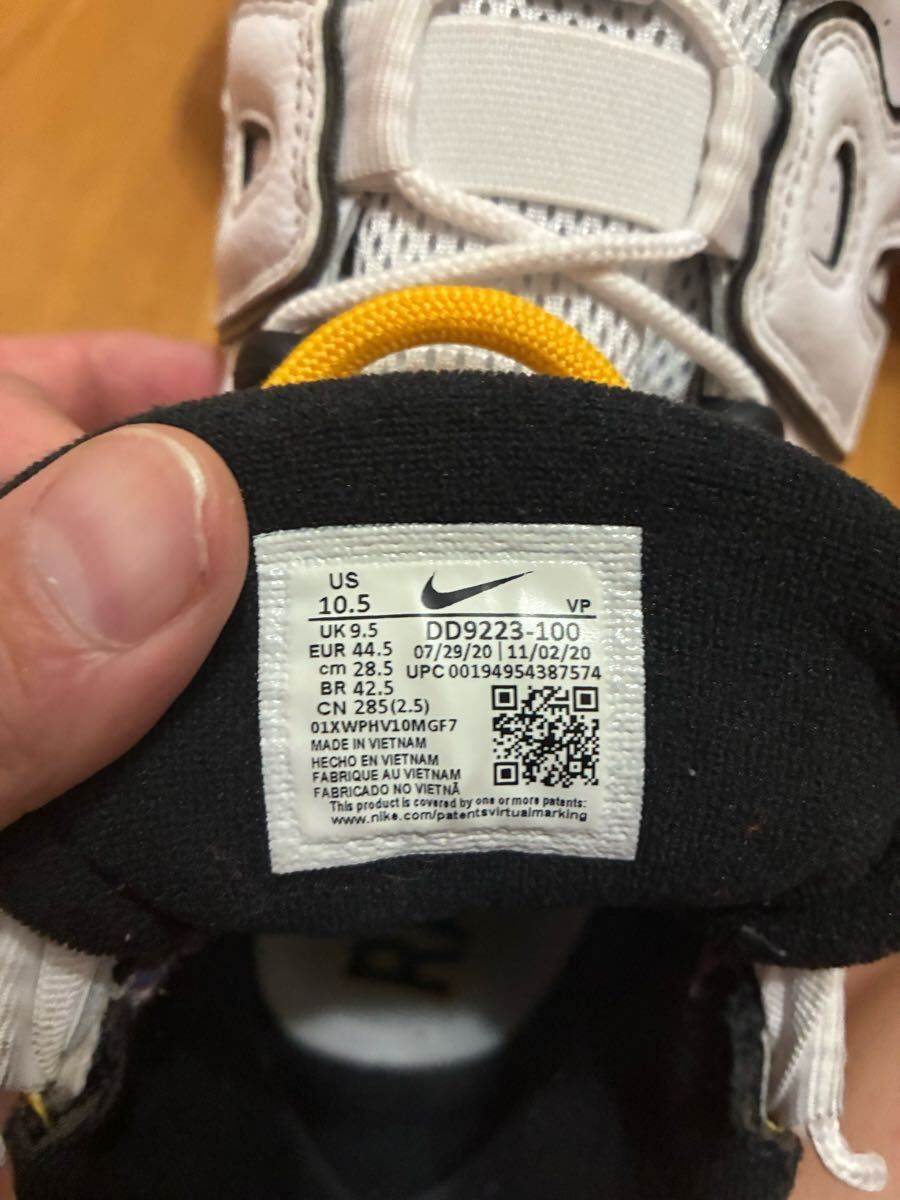 US
10.5
VP
UK 9.5
DD9223-100
EUR 44.5
07/29/20 | 11/02/20
cm 28.5
UPC 00194954387574
BR 42.5
CN 285(2.5)
01XWPHV10MGF7
MADE IN VIETNAM
HECHO EN VIETNAM
FABRIQUE AU VIETNAM
FABRICADO NO VIETNÃ
This product is covered by one or more patents:
www.nike.com/patentsvirtualmarking